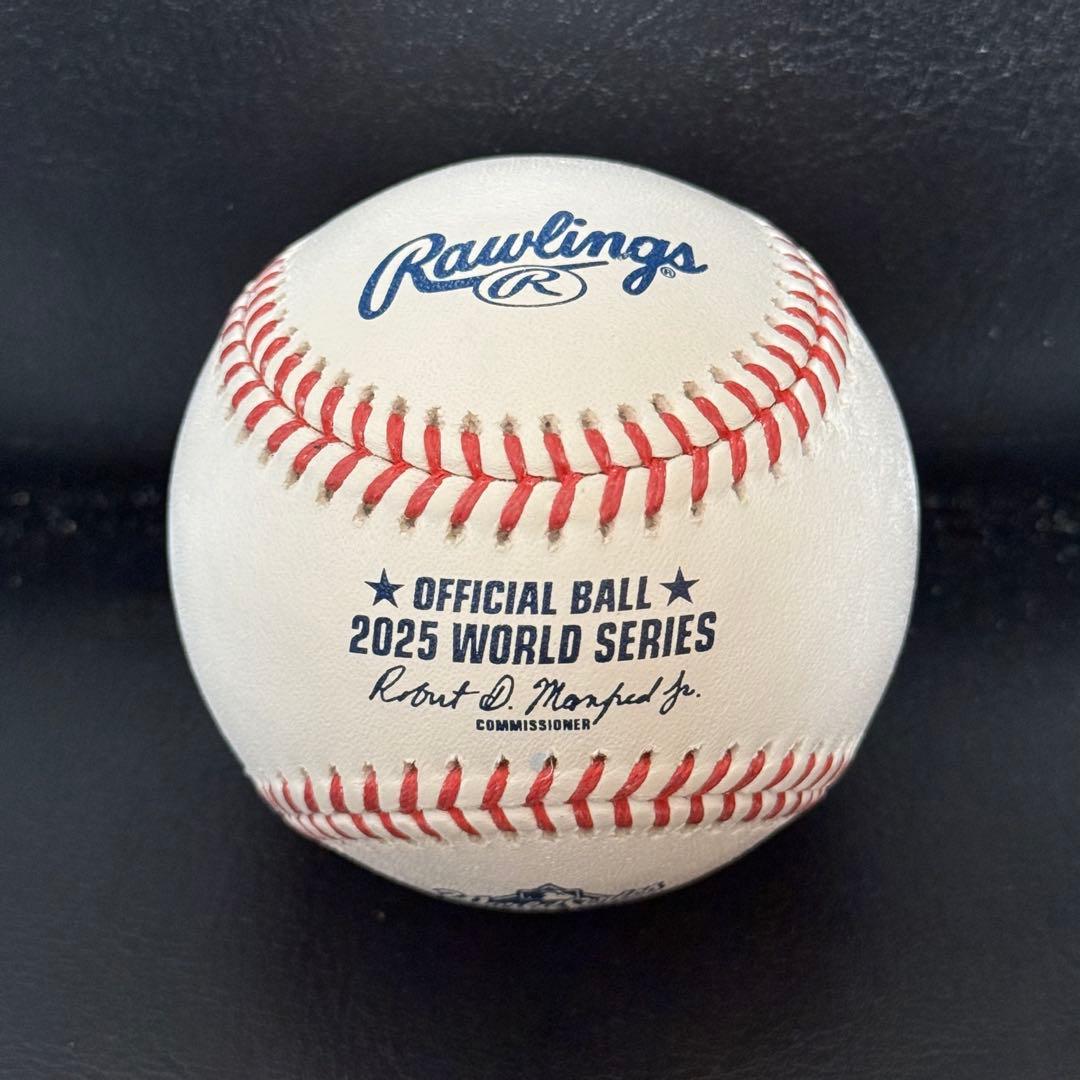 Rawlings®
R
★ OFFICIAL BALL ★
2025 WORLD SERIES
Robert D. Manfred Jr.
COMMISSIONER